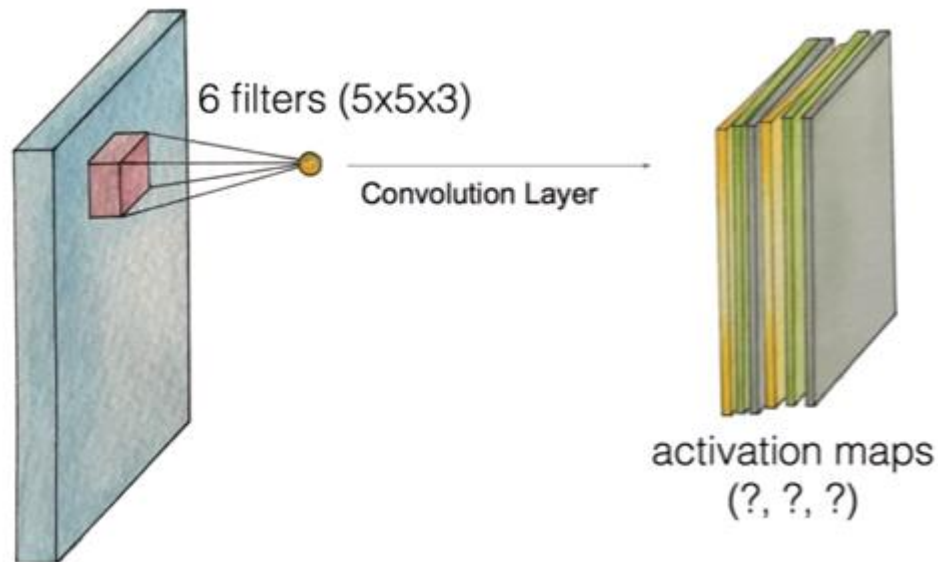 6 filters (5x5x3)
Convolution Layer
activation maps
(?, ?, ?)